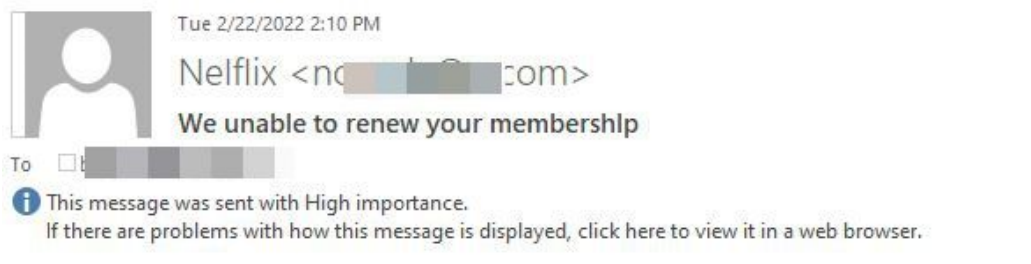 Tue 2/22/2022 2:10 PM
Nelflix < com>
We unable to renew your membershlp
To
This message was sent with High importance.
If there are problems with how this message is displayed, click here to view it in a web browser.